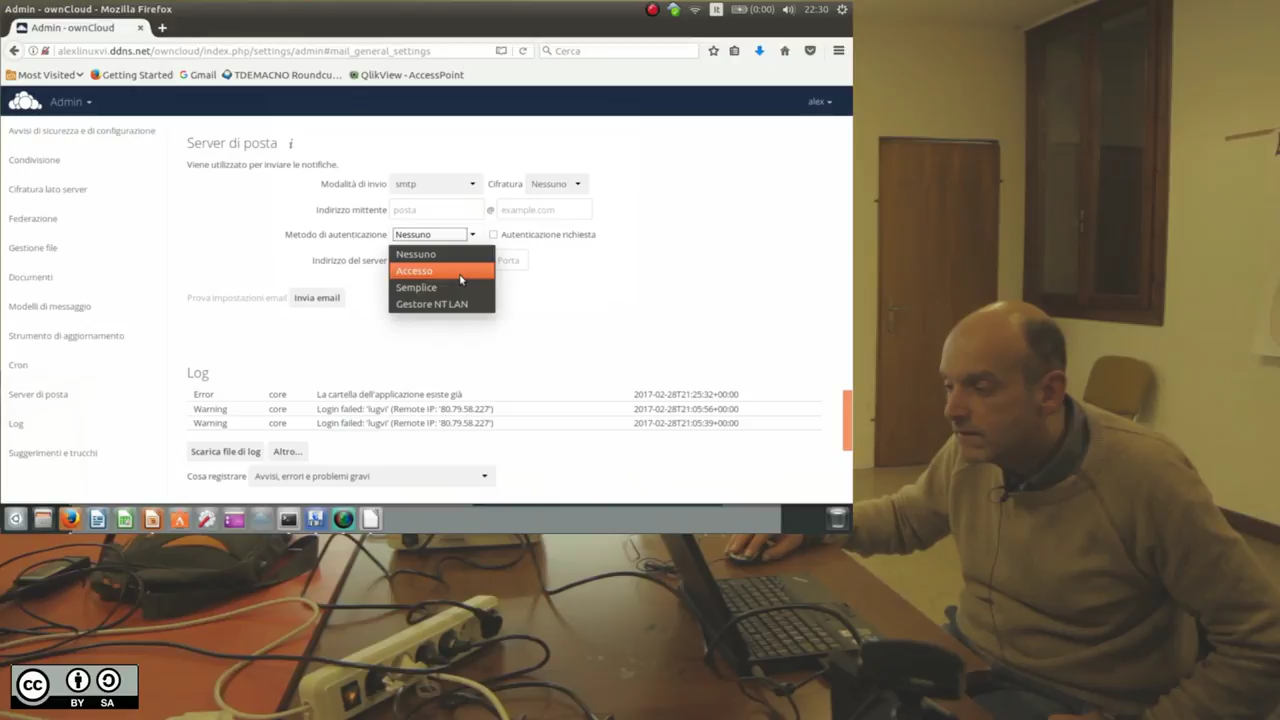 Admin - ownCloud - Mozilla Firefox
It
(0:00)
22:30
Admin - ownCloud
alexlinuxvi.ddns.net/owncloud/index.php/settings/admin#mail_general_settings
Cerca
Most Visited
Getting Started
Gmail
TDEMACNO Roundcu...
QlikView - AccessPoint
Admin
alex
Avvisi di sicurezza e di configurazione
Condivisione
Cifratura lato server
Federazione
Gestione file
Documenti
Modelli di messaggio
Strumento di aggiornamento
Cron
Server di posta
Log
Suggerimenti e trucchi
Server di posta i
Viene utilizzato per inviare le notifiche.
Modalità di invio smtp Cifratura Nessuno
Indirizzo mittente posta @ example.com
Metodo di autenticazione Nessuno Autenticazione richiesta
Indirizzo del server Porta
Nessuno
Accesso
Semplice
Gestore NT LAN
Prova impostazioni email Invia email
Log
Error core La cartella dell'applicazione esiste già 2017-02-28T21:25:32+00:00
Warning core Login failed: 'lugvi' (Remote IP: '80.79.58.227') 2017-02-28T21:05:56+00:00
Warning core Login failed: 'lugvi' (Remote IP: '80.79.58.227') 2017-02-28T21:05:39+00:00
Scarica file di log Altro...
Cosa registrare Avvisi, errori e problemi gravi
cc
BY SA